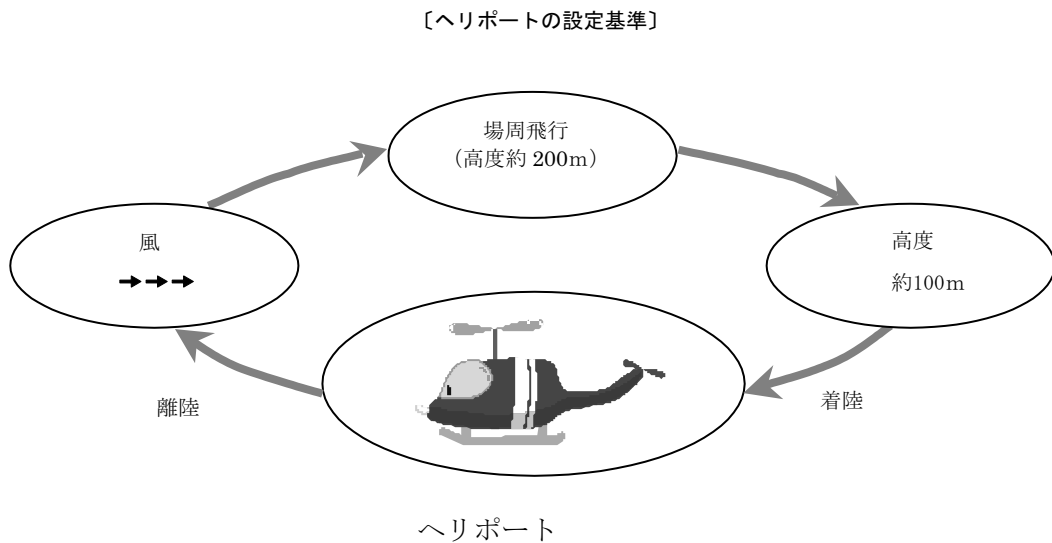 〔ヘリポートの設定基準〕
場周飛行
（高度約 200ｍ）
風
高度
約100ｍ
離陸
着陸
ヘリポート